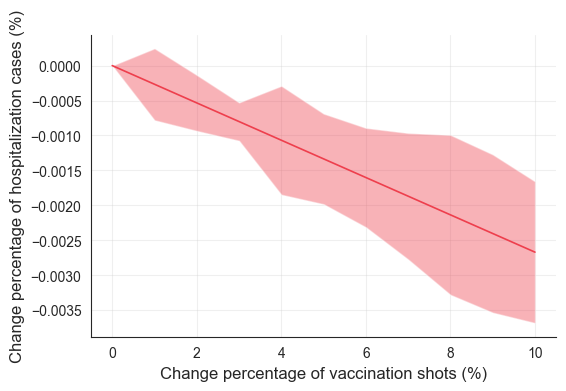 Change percentage of hospitalization cases (%)
0.0000
−0.0005
−0.0010
−0.0015
−0.0020
−0.0025
−0.0030
−0.0035
0 2 4 6 8 10
Change percentage of vaccination shots (%)